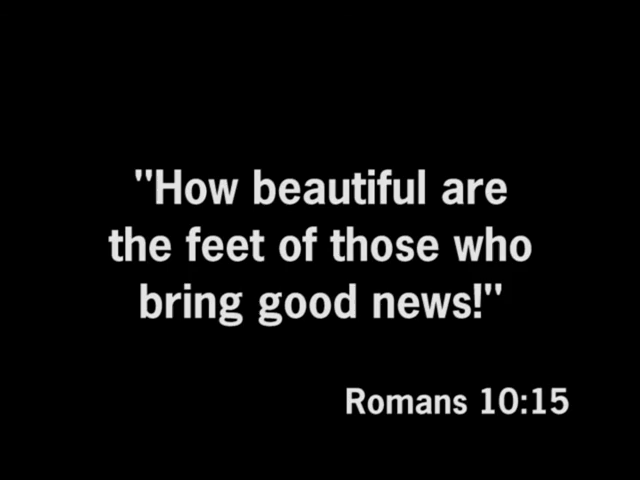 "How beautiful are
the feet of those who
bring good news!"
Romans 10:15